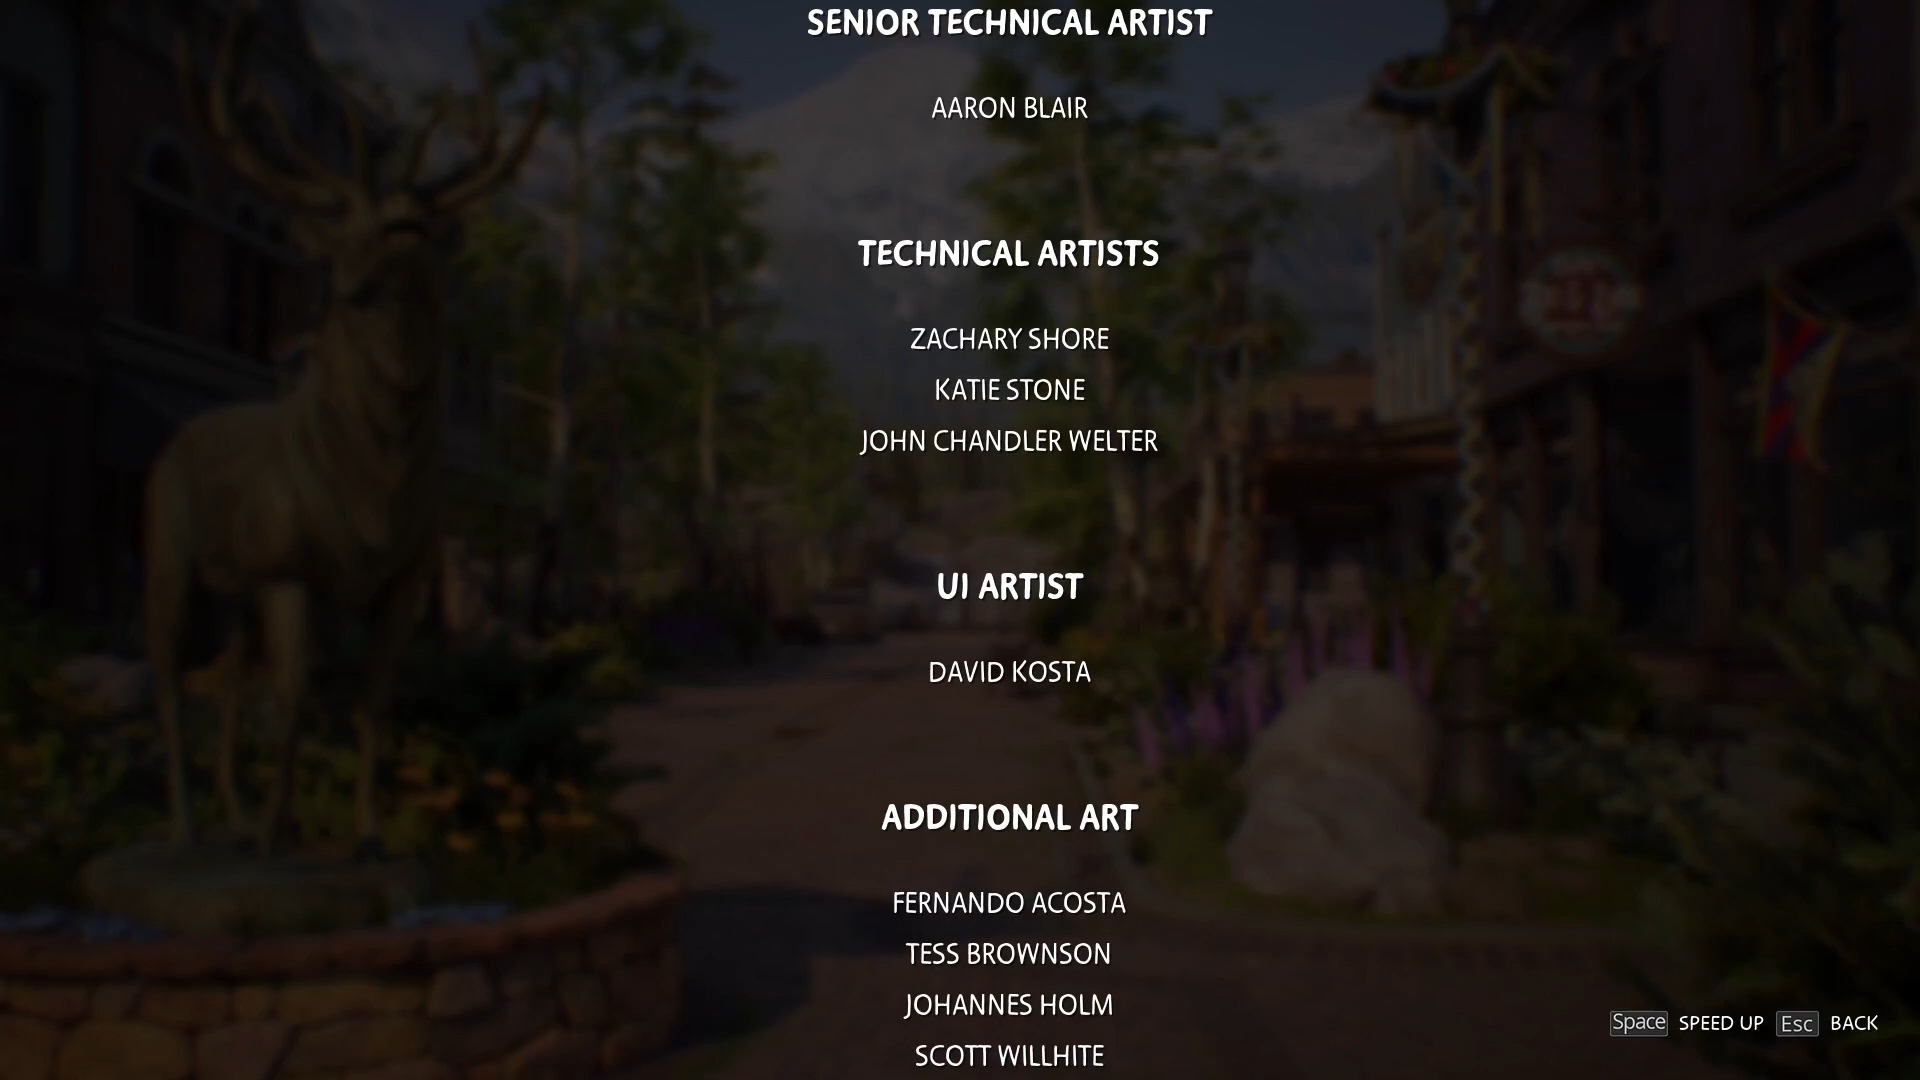 SENIOR TECHNICAL ARTIST
AARON BLAIR
TECHNICAL ARTISTS
ZACHARY SHORE
KATIE STONE
JOHN CHANDLER WELTER
UI ARTIST
DAVID KOSTA
ADDITIONAL ART
FERNANDO ACOSTA
TESS BROWNSON
JOHANNES HOLM
SCOTT WILLHITE
Space SPEED UP Esc BACK